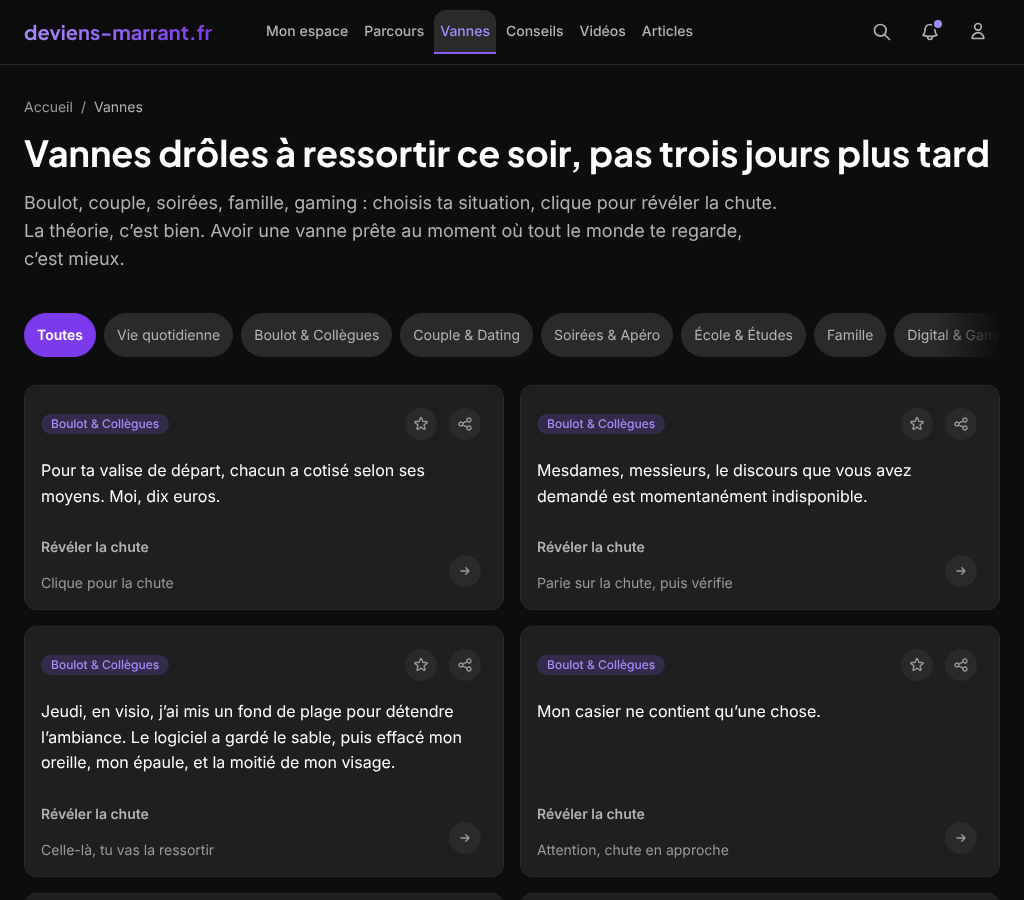 deviens-marrant.fr
Mon espace Parcours Vannes Conseils Vidéos Articles
Accueil / Vannes
Vannes drôles à ressortir ce soir, pas trois jours plus tard
Boulot, couple, soirées, famille, gaming : choisis ta situation, clique pour révéler la chute.
La théorie, c’est bien. Avoir une vanne prête au moment où tout le monde te regarde,
c’est mieux.
Toutes Vie quotidienne Boulot & Collègues Couple & Dating Soirées & Apéro École & Études Famille Digital & Gam
Boulot & Collègues
Pour ta valise de départ, chacun a cotisé selon ses
moyens. Moi, dix euros.
Révéler la chute
Clique pour la chute
Boulot & Collègues
Mesdames, messieurs, le discours que vous avez
demandé est momentanément indisponible.
Révéler la chute
Parie sur la chute, puis vérifie
Boulot & Collègues
Jeudi, en visio, j’ai mis un fond de plage pour détendre
l’ambiance. Le logiciel a gardé le sable, puis effacé mon
oreille, mon épaule, et la moitié de mon visage.
Révéler la chute
Celle-là, tu vas la ressortir
Boulot & Collègues
Mon casier ne contient qu’une chose.
Révéler la chute
Attention, chute en approche